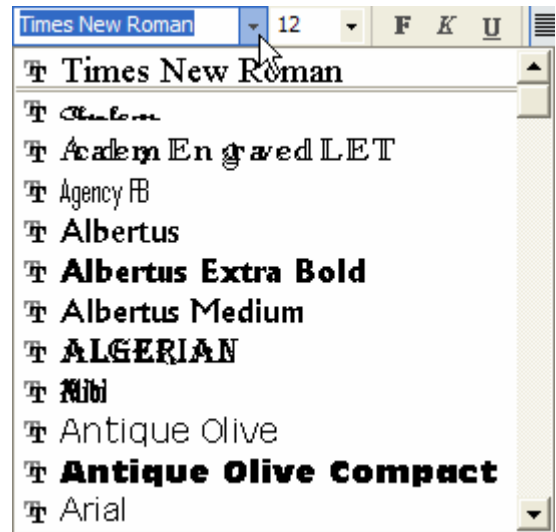 Times New Roman 12 F K U
Times New Roman
Academy Engraved LET
Agency FB
Albertus
Albertus Extra Bold
Albertus Medium
ALGERIAN
Antique Olive
Antique Olive Compact
Arial